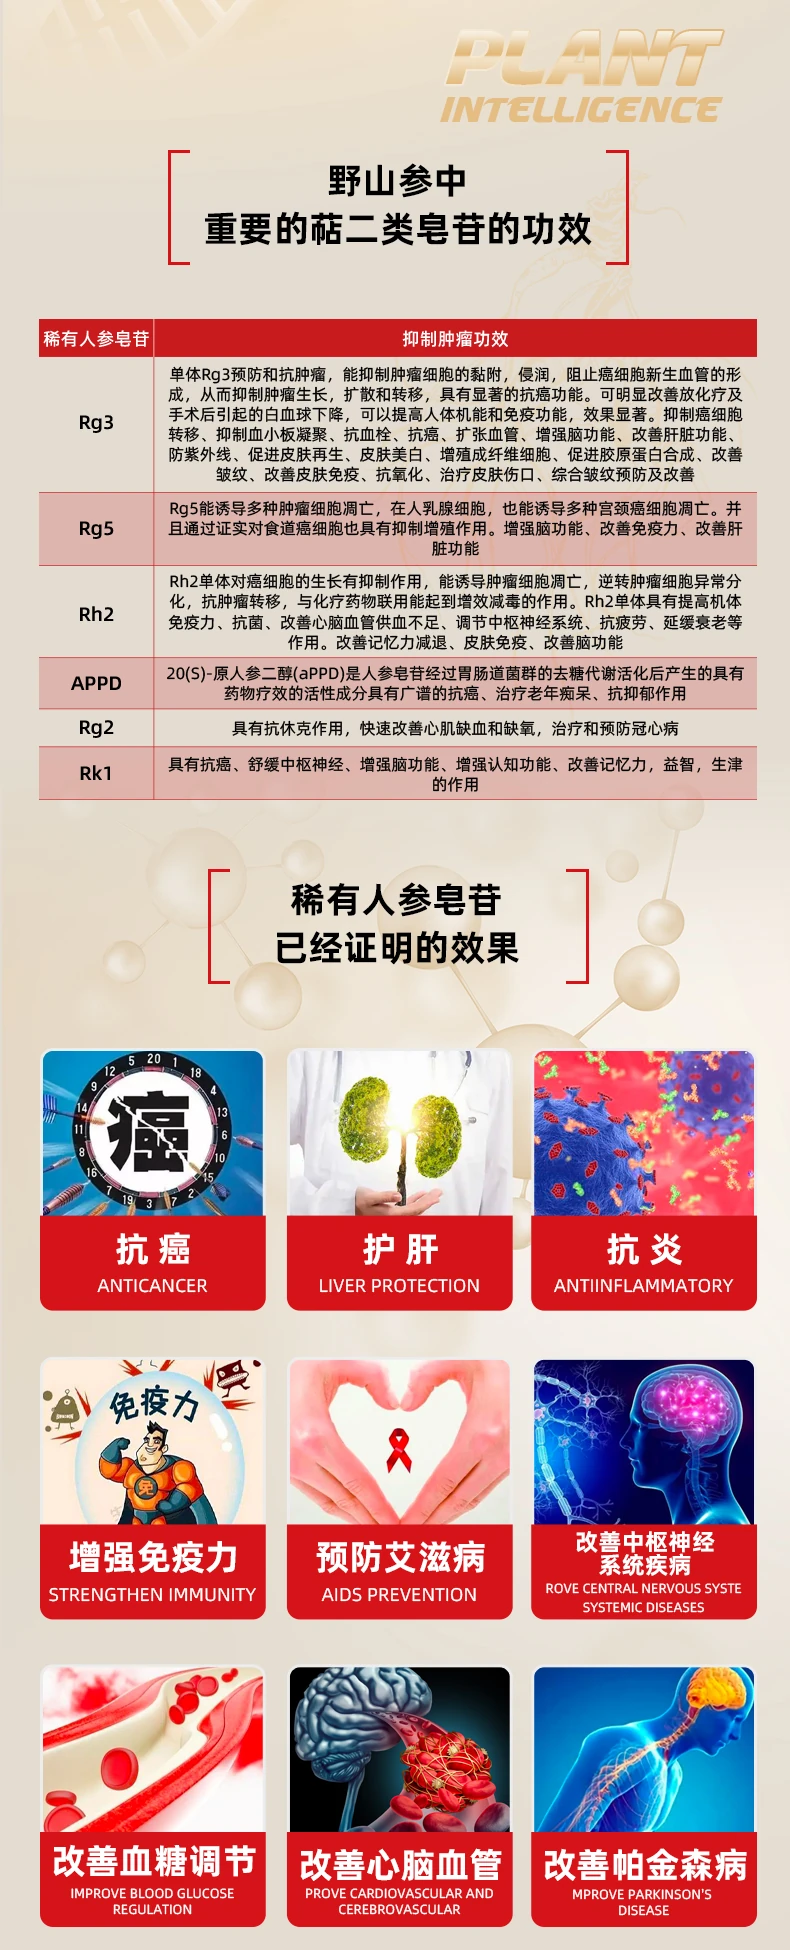 PLANT
INTELLIGENCE
野山参中
重要的萜二类皂苷的功效
稀有人参皂苷
抑制肿瘤功效
Rg3
单体Rg3预防和抗肿瘤，能抑制肿瘤细胞的黏附，侵润，阻止癌细胞新生血管的形
成，从而抑制肿瘤生长，扩散和转移，具有显著的抗癌功能。可明显改善放化疗及
手术后引起的白血球下降，可以提高人体机能和免疫功能，效果显著。抑制癌细胞
转移、抑制血小板凝聚、抗血栓、抗癌、扩张血管、增强脑功能、改善肝脏功能、
防紫外线、促进皮肤再生、皮肤美白、增殖成纤维细胞、促进胶原蛋白合成、改善
皱纹、改善皮肤免疫、抗氧化、治疗皮肤伤口、综合皱纹预防及改善
Rg5
Rg5能诱导多种肿瘤细胞凋亡，在人乳腺细胞，也能诱导多种宫颈癌细胞凋亡。并
且通过证实对食道癌细胞也具有抑制增殖作用。增强脑功能、改善免疫力、改善肝
脏功能
Rh2
Rh2单体对癌细胞的生长有抑制作用，能诱导肿瘤细胞凋亡，逆转肿瘤细胞异常分
化，抗肿瘤转移，与化疗药物联用能起到增效减毒的作用。Rh2单体具有提高机体
免疫力、抗菌、改善心脑血管供血不足、调节中枢神经系统、抗疲劳、延缓衰老等
作用。改善记忆力减退、皮肤免疫、改善脑功能
APPD
20(S)-原人参二醇(aPPD)是人参皂苷经过胃肠道菌群的去糖代谢活化后产生的具有
药物疗效的活性成分具有广谱的抗癌、治疗老年痴呆、抗抑郁作用
Rg2
具有抗休克作用，快速改善心肌缺血和缺氧，治疗和预防冠心病
Rk1
具有抗癌、舒缓中枢神经、增强脑功能、增强认知功能、改善记忆力，益智，生津
的作用
稀有人参皂苷
已经证明的效果
5 20 1
12 18
9 4
14 13
11 6
8 10
16 15
7 19 3 2
癌
抗 癌
ANTICANCER
护 肝
LIVER PROTECTION
抗 炎
ANTIINFLAMMATORY
免疫力
免
增强免疫力
STRENGTHEN IMMUNITY
预防艾滋病
AIDS PREVENTION
改善中枢神经
系统疾病
ROVE CENTRAL NERVOUS SYSTE
SYSTEMIC DISEASES
改善血糖调节
IMPROVE BLOOD GLUCOSE
REGULATION
改善心脑血管
PROVE CARDIOVASCULAR AND
CEREBROVASCULAR
改善帕金森病
MPROVE PARKINSON'S
DISEASE